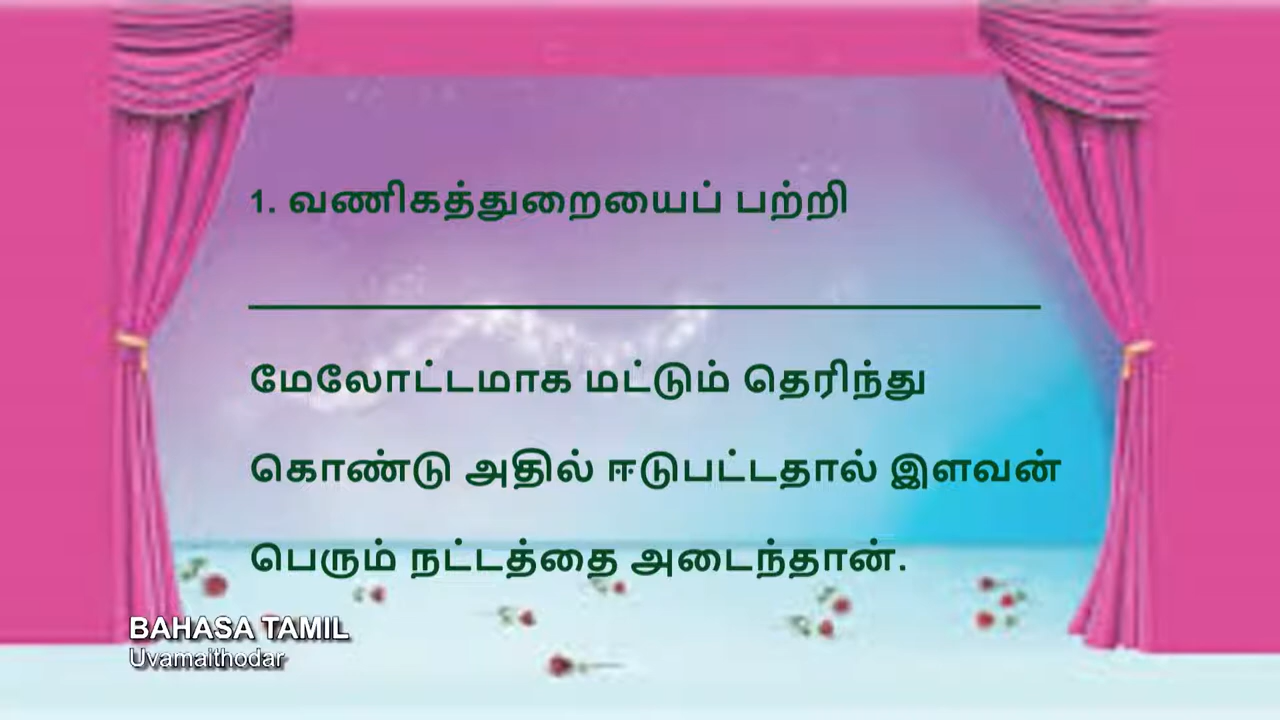 1. வணிகத்துறையைப் பற்றி
மேலோட்டமாக மட்டும் தெரிந்து
கொண்டு அதில் ஈடுபட்டதால் இளவன்
பெரும் நட்டத்தை அடைந்தான்.
BAHASA TAMIL
Uvamaithodar